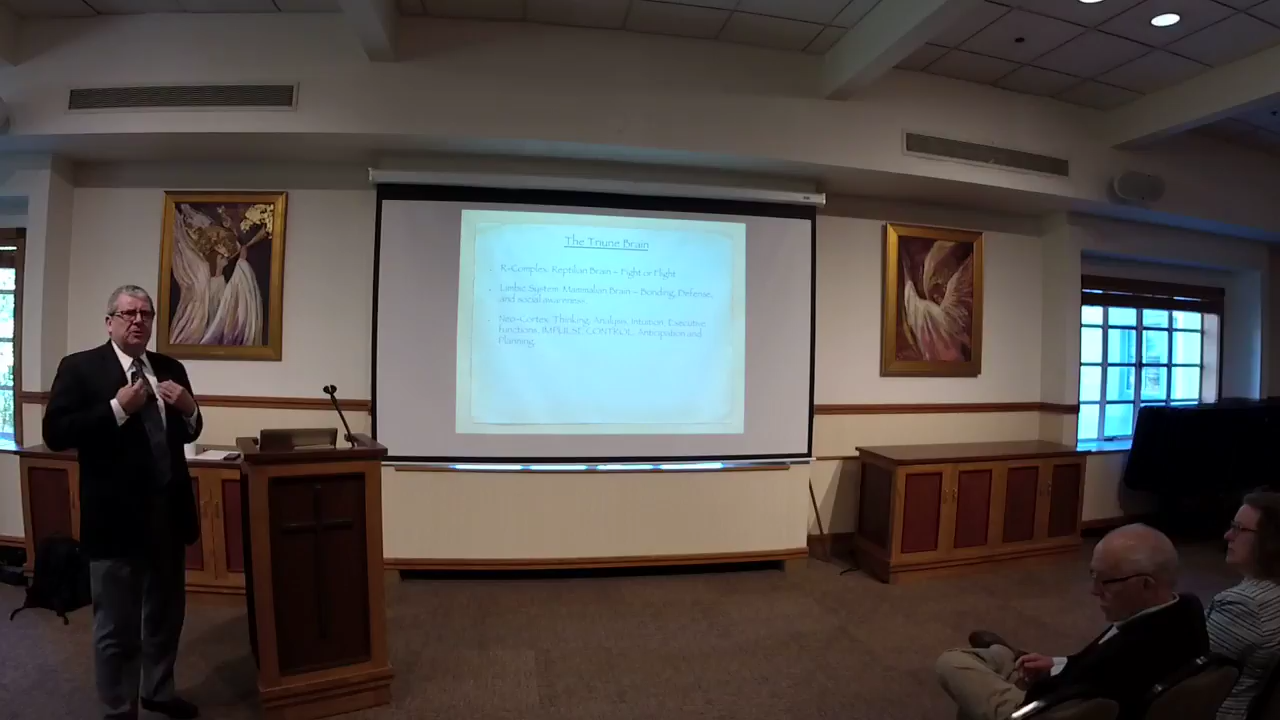 The Triune Brain
R-Complex: Reptilian Brain – Fight or Flight
Limbic System: Mammalian Brain – Bonding, Defense,
and social awareness.
Neo-Cortex: Thinking, Analysis, Intuition, Executive
functions, IMPULSE CONTROL, Anticipation and
Planning.